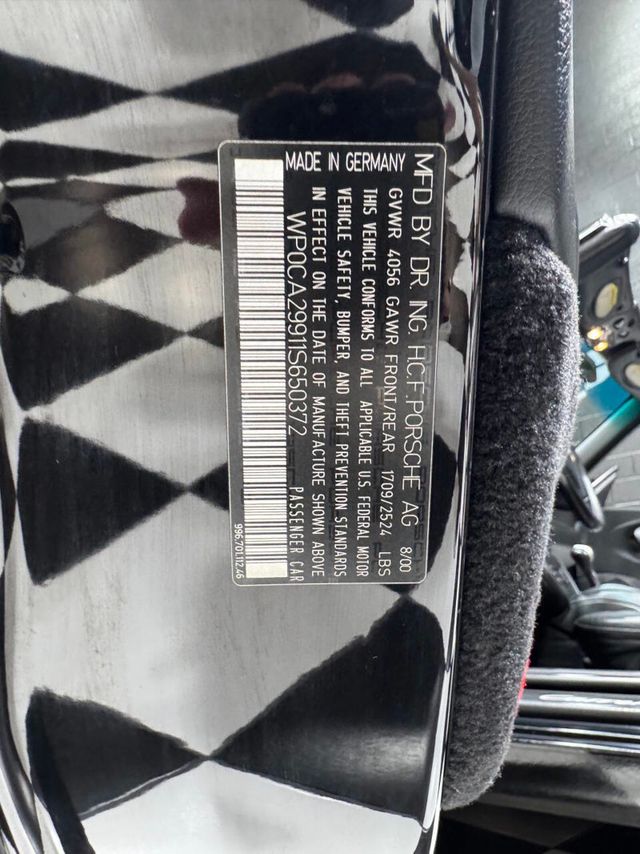 MFD BY DR. ING. H.C.F. PORSCHE AG 8/00
GVWR 4056 GAWR FRONT/REAR 1709/2524 LBS
THIS VEHICLE CONFORMS TO ALL APPLICABLE U.S. FEDERAL MOTOR
VEHICLE SAFETY, BUMPER, AND THEFT PREVENTION STANDARDS
IN EFFECT ON THE DATE OF MANUFACTURE SHOWN ABOVE
MADE IN GERMANY WP0CA29911S650372 PASSENGER CAR
996.701.112.46